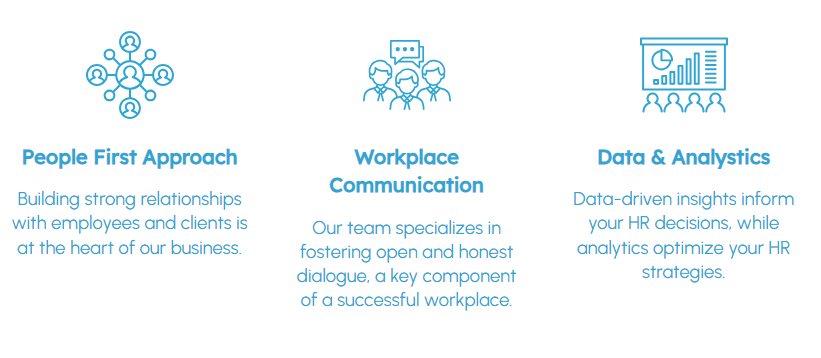 People First Approach
Building strong relationships
with employees and clients is
at the heart of our business.
Workplace
Communication
Our team specializes in
fostering open and honest
dialogue, a key component
of a successful workplace.
Data & Analystics
Data-driven insights inform
your HR decisions, while
analytics optimize your HR
strategies.